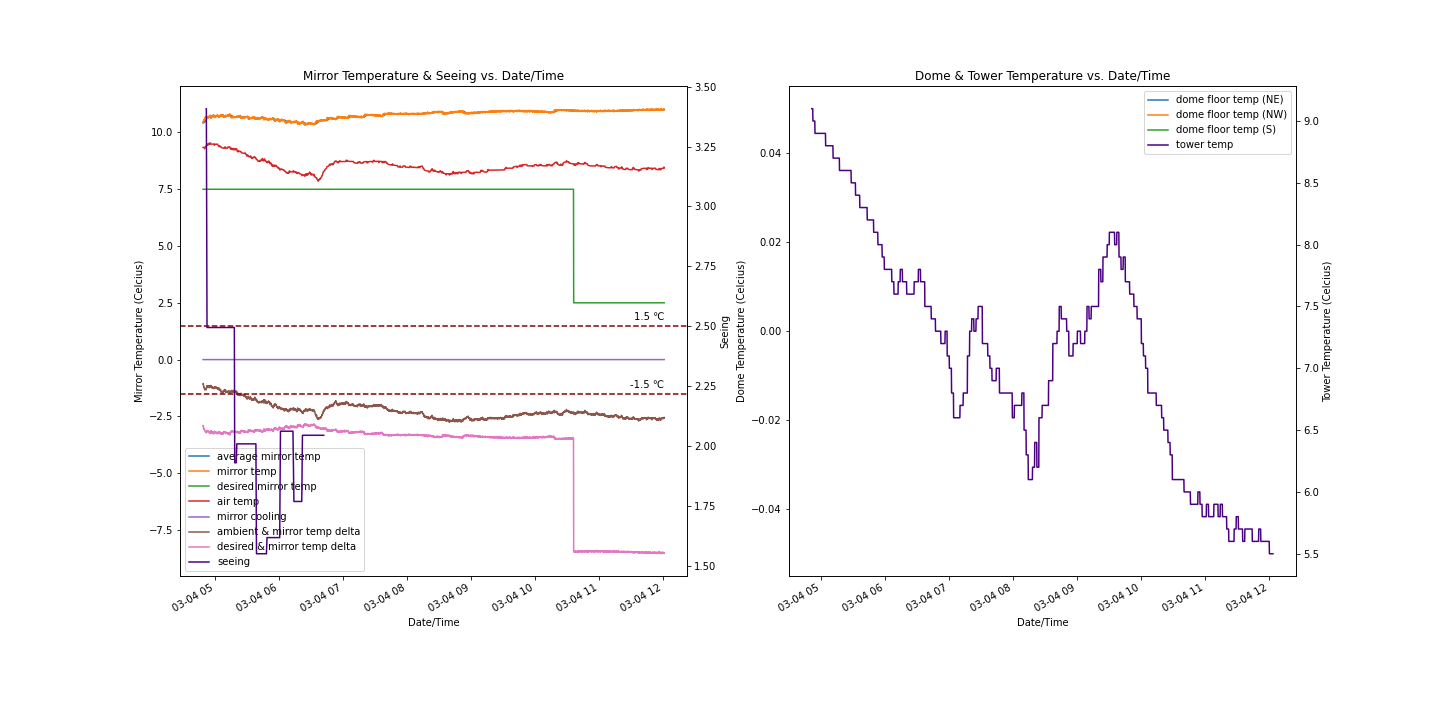 Mirror Temperature & Seeing vs. Date/Time
Mirror Temperature (Celcius)
10.0
7.5
5.0
2.5
0.0
−2.5
−5.0
−7.5
1.5 ℃
-1.5 ℃
average mirror temp
mirror temp
desired mirror temp
air temp
mirror cooling
ambient & mirror temp delta
desired & mirror temp delta
seeing
3.50
3.25
3.00
2.75
2.50
2.25
2.00
1.75
1.50
Seeing
03-04 05
03-04 06
03-04 07
03-04 08
03-04 09
03-04 10
03-04 11
03-04 12
Date/Time
Dome & Tower Temperature vs. Date/Time
Dome Temperature (Celcius)
0.04
0.02
0.00
−0.02
−0.04
dome floor temp (NE)
dome floor temp (NW)
dome floor temp (S)
tower temp
9.0
8.5
8.0
7.5
7.0
6.5
6.0
5.5
Tower Temperature (Celcius)
03-04 05
03-04 06
03-04 07
03-04 08
03-04 09
03-04 10
03-04 11
03-04 12
Date/Time